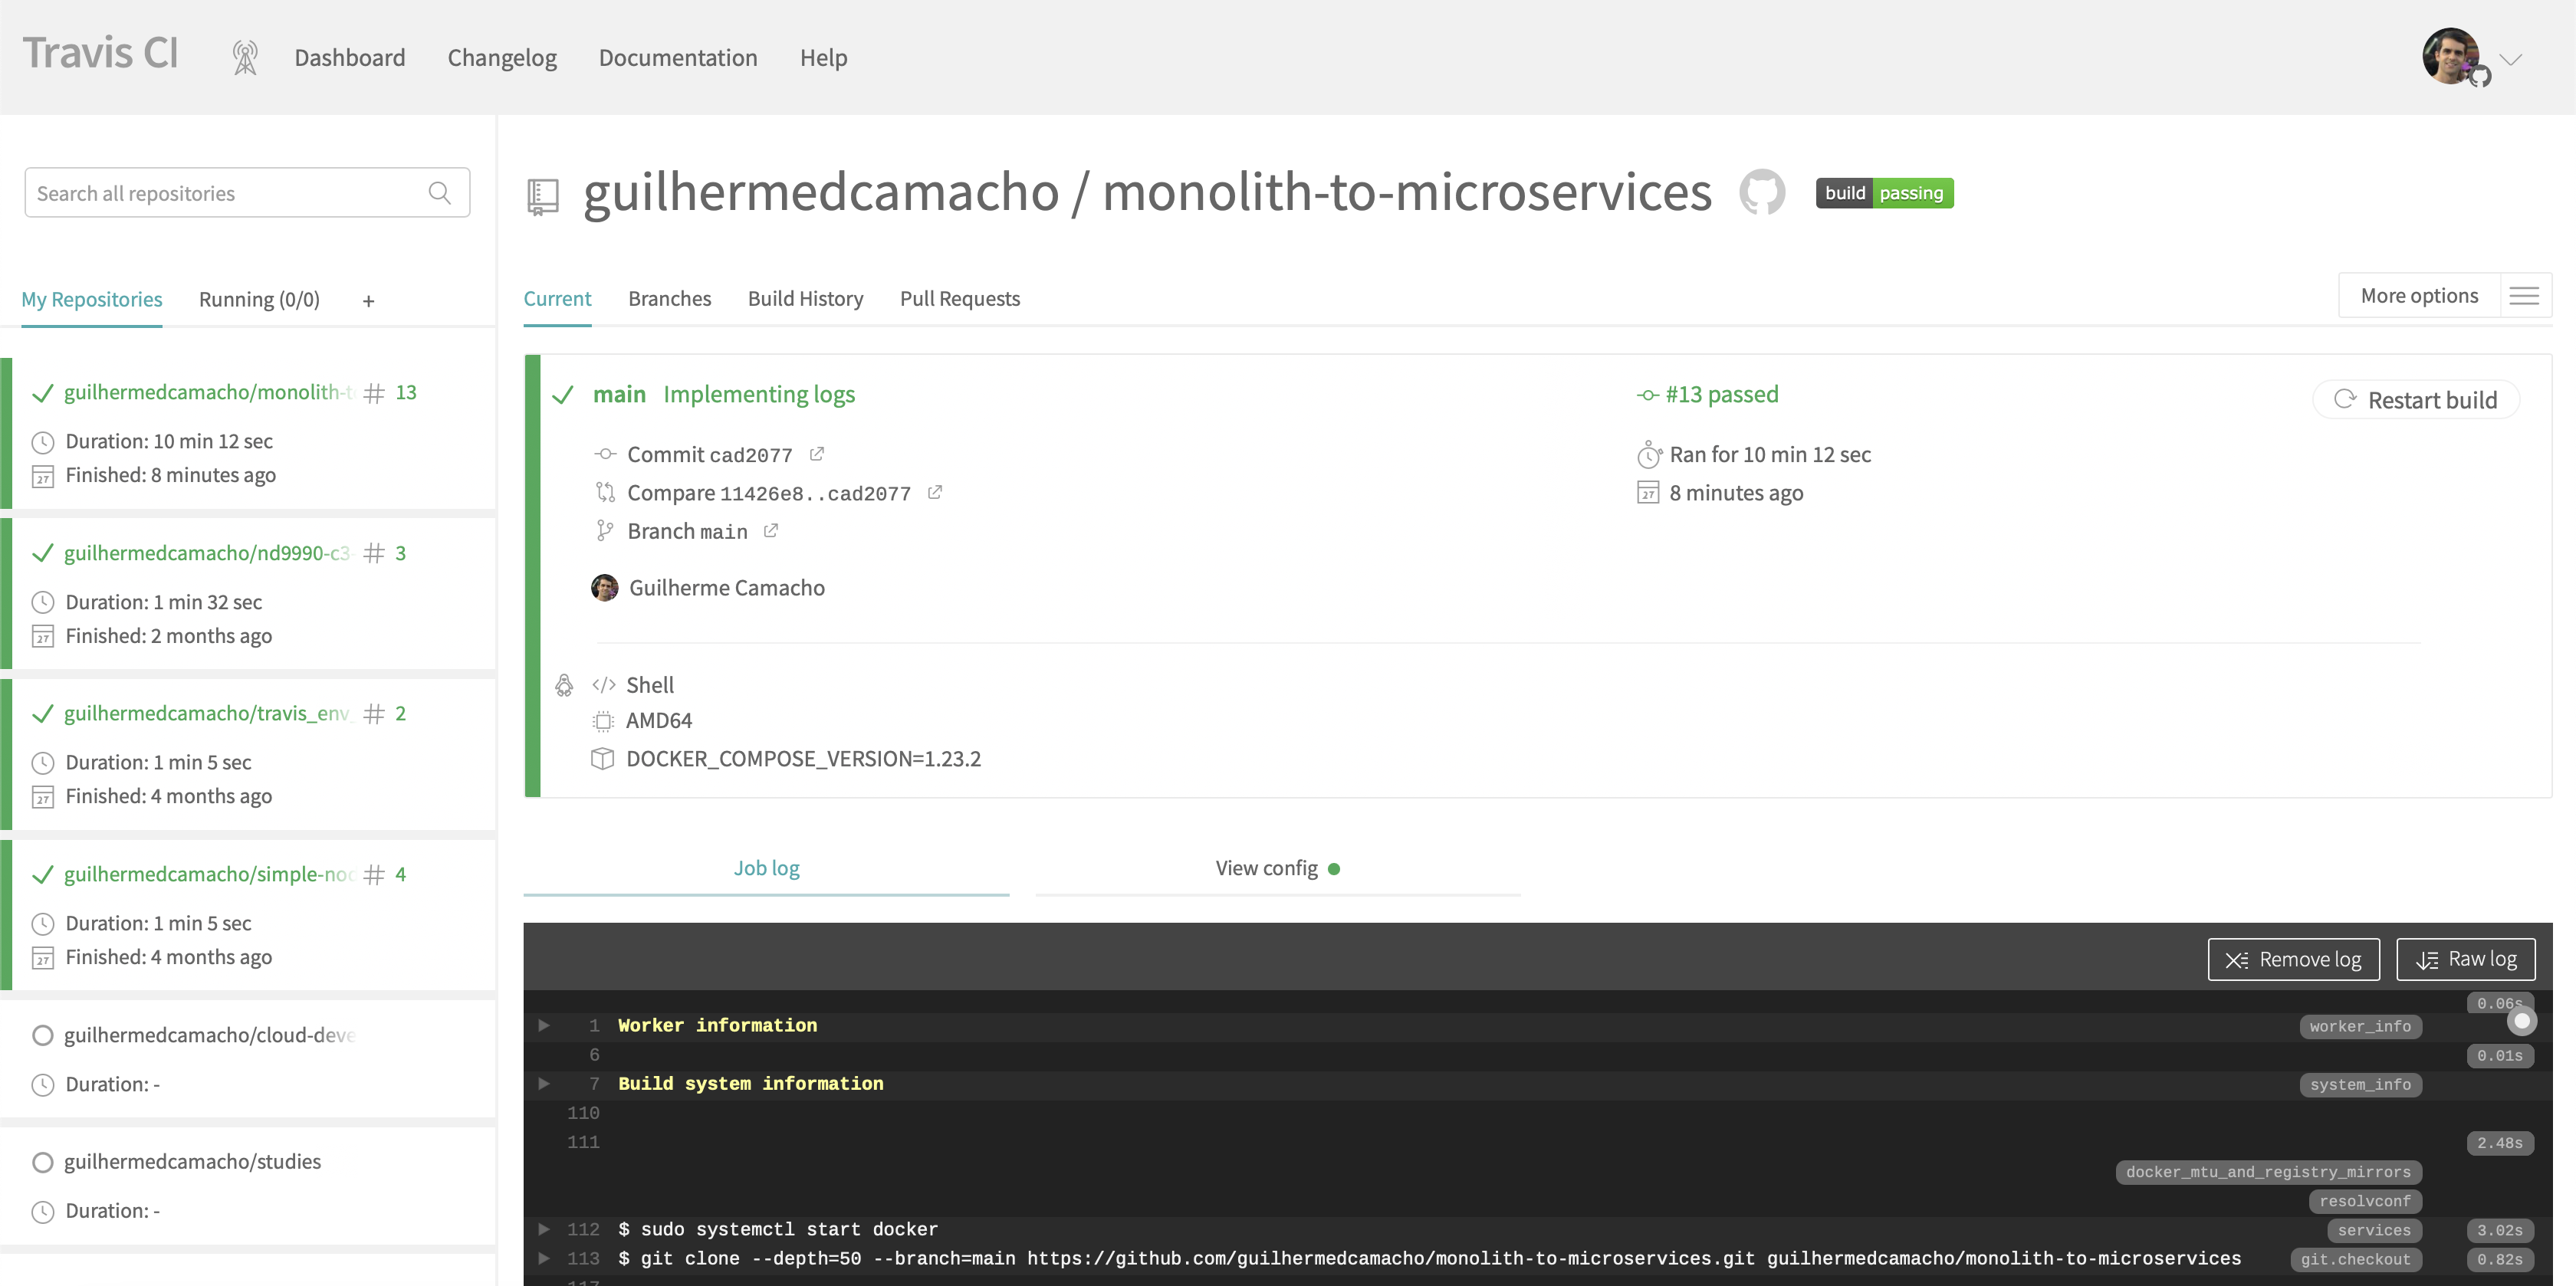 Travis CI
Dashboard
Changelog
Documentation
Help
Search all repositories
My Repositories
Running (0/0)
+
guilhermedcamacho/monolith-to # 13
Duration: 10 min 12 sec
Finished: 8 minutes ago
guilhermedcamacho/nd9990-c3- # 3
Duration: 1 min 32 sec
Finished: 2 months ago
guilhermedcamacho/travis_env_ # 2
Duration: 1 min 5 sec
Finished: 4 months ago
guilhermedcamacho/simple-nod # 4
Duration: 1 min 5 sec
Finished: 4 months ago
guilhermedcamacho/cloud-deve
Duration: -
guilhermedcamacho/studies
Duration: -
guilhermedcamacho / monolith-to-microservices
build passing
Current
Branches
Build History
Pull Requests
More options
main Implementing logs
Commit cad2077
Compare 11426e8..cad2077
Branch main
Guilherme Camacho
#13 passed
Ran for 10 min 12 sec
8 minutes ago
Restart build
Shell
AMD64
DOCKER_COMPOSE_VERSION=1.23.2
Job log
View config
Remove log
Raw log
0.06s
1 Worker information worker_info
6 0.01s
7 Build system information system_info
110
111 2.48s
docker_mtu_and_registry_mirrors
resolvconf
112 $ sudo systemctl start docker services 3.02s
113 $ git clone --depth=50 --branch=main https://github.com/guilhermedcamacho/monolith-to-microservices.git guilhermedcamacho/monolith-to-microservices git.checkout 0.82s